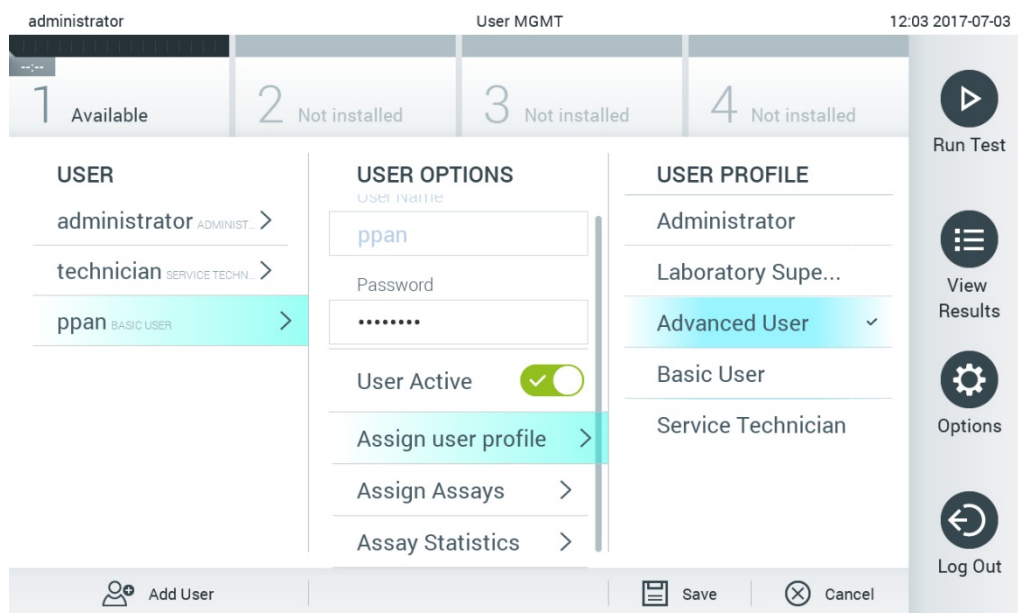 administrator
User MGMT
12:03 2017-07-03
--:--
1 Available
2 Not installed
3 Not installed
4 Not installed
USER
administrator ADMINIST...
technician SERVICE TECHN...
ppan BASIC USER
USER OPTIONS
User Name
ppan
Password
••••••••
User Active
Assign user profile
Assign Assays
Assay Statistics
USER PROFILE
Administrator
Laboratory Supe...
Advanced User
Basic User
Service Technician
Run Test
View
Results
Options
Log Out
Add User
Save
Cancel